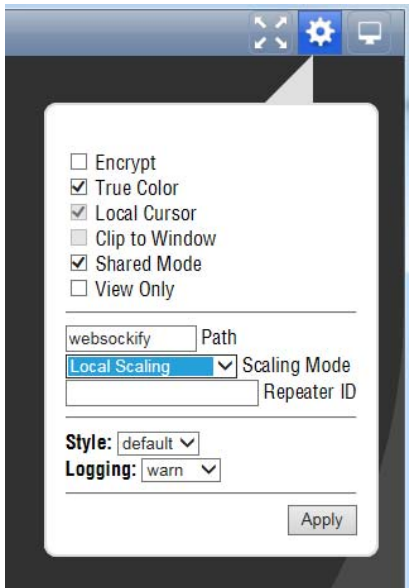 Encrypt
True Color
Local Cursor
Clip to Window
Shared Mode
View Only
websockify Path
Local Scaling Scaling Mode
Repeater ID
Style: default
Logging: warn
Apply